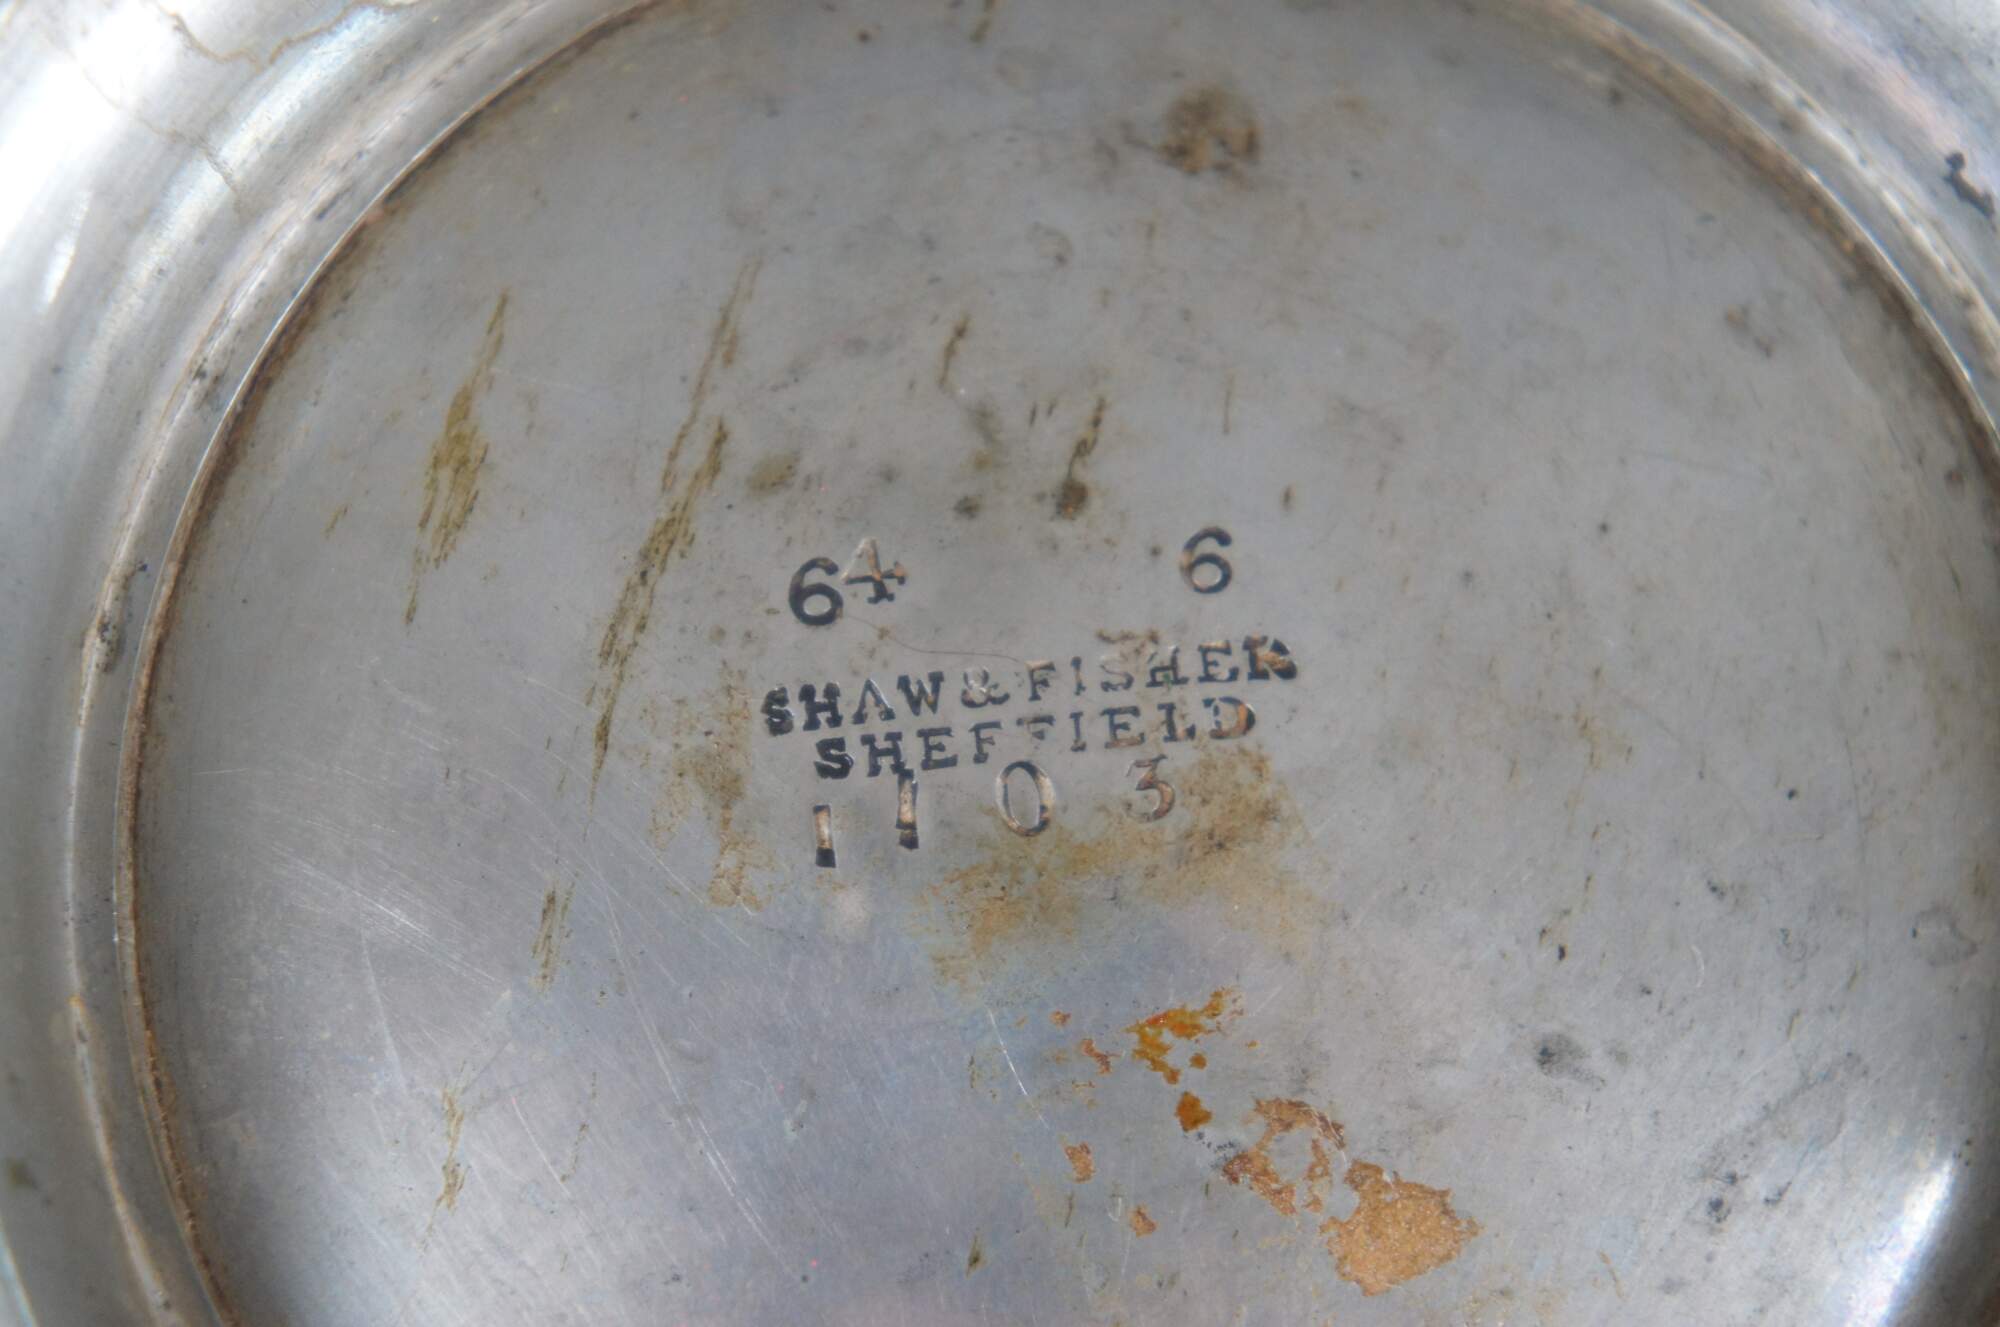 64 6
SHAW & FISHER
SHEFFIELD
1103